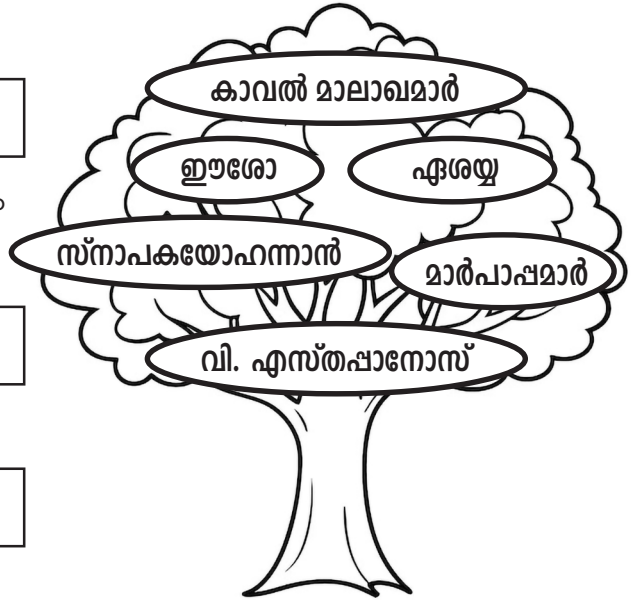 കാവൽ മാലാഖമാർ
ഈശോ
ഏശയ്യ
സ്നാപകയോഹന്നാൻ
മാർപാപ്പമാർ
വി. എസ്തപ്പാനോസ്